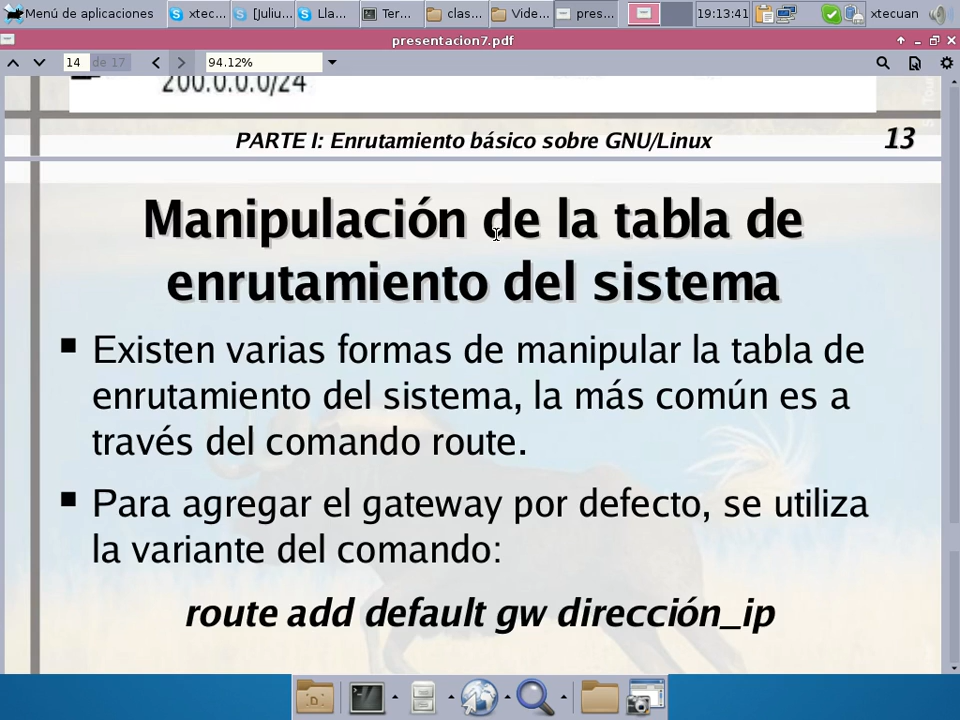 Menú de aplicaciones
xtec...
[Juliu...
Lla...
Ter...
clas...
Vide...
pres...
19:13:41
xtecuan
presentacion7.pdf
14 de 17
94.12%
200.0.0.0/24
PARTE I: Enrutamiento básico sobre GNU/Linux
13
Manipulación de la tabla de
enrutamiento del sistema
Existen varias formas de manipular la tabla de
enrutamiento del sistema, la más común es a
través del comando route.
Para agregar el gateway por defecto, se utiliza
la variante del comando:
route add default gw dirección_ip